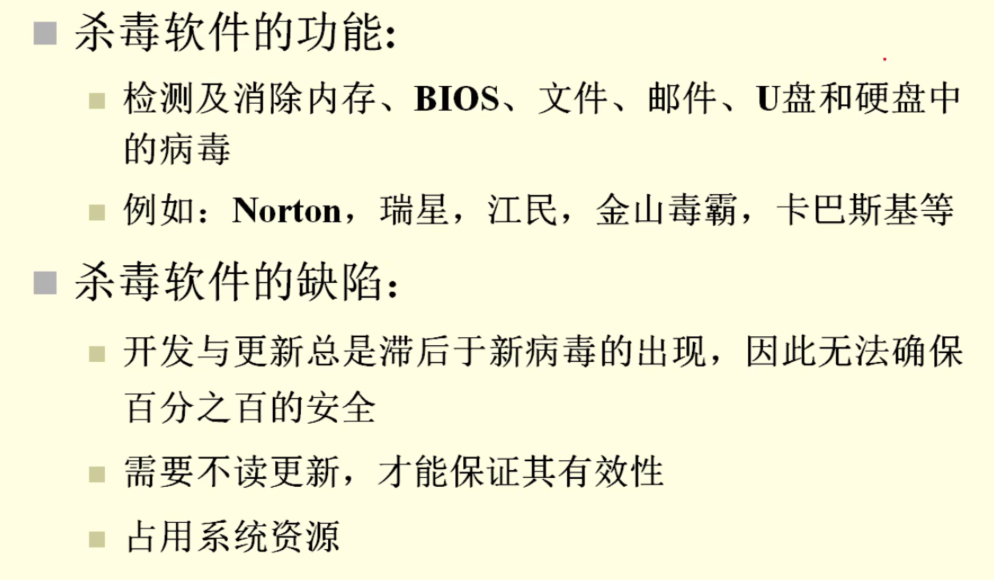 杀毒软件的功能:
检测及消除内存、BIOS、文件、邮件、U盘和硬盘中
的病毒
例如：Norton，瑞星，江民，金山毒霸，卡巴斯基等
杀毒软件的缺陷：
开发与更新总是滞后于新病毒的出现，因此无法确保
百分之百的安全
需要不读更新，才能保证其有效性
占用系统资源